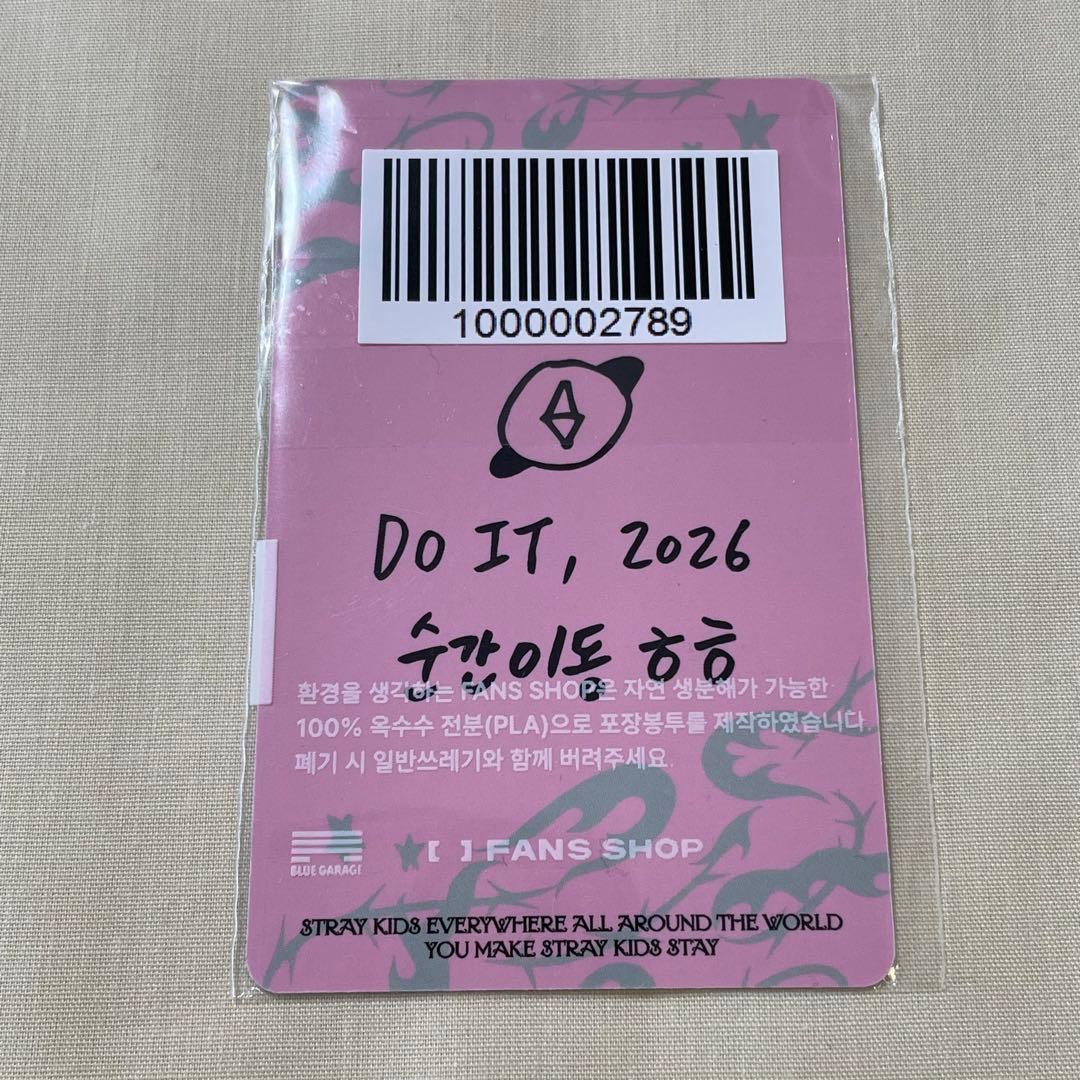 1000002789
DO IT, 2026
순간이동 ㅎㅎ
환경을 생각하는 FANS SHOP은 자연 생분해가 가능한
100% 옥수수 전분(PLA)으로 포장봉투를 제작하였습니다.
폐기 시 일반쓰레기와 함께 버려주세요.
BLUE GARAGE
[ ] FANS SHOP
STRAY KIDS EVERYWHERE ALL AROUND THE WORLD
YOU MAKE STRAY KIDS STAY